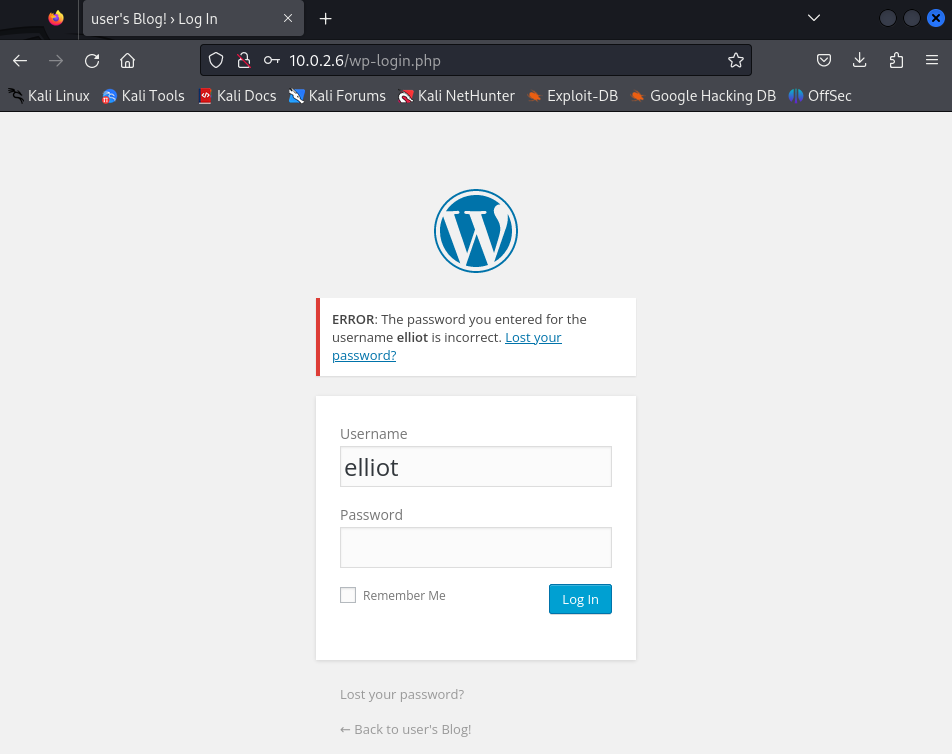 user's Blog! › Log In
10.0.2.6/wp-login.php
Kali Linux Kali Tools Kali Docs Kali Forums Kali NetHunter Exploit-DB Google Hacking DB OffSec
ERROR: The password you entered for the
username elliot is incorrect. Lost your
password?
Username
elliot
Password
Remember Me
Log In
Lost your password?
← Back to user's Blog!